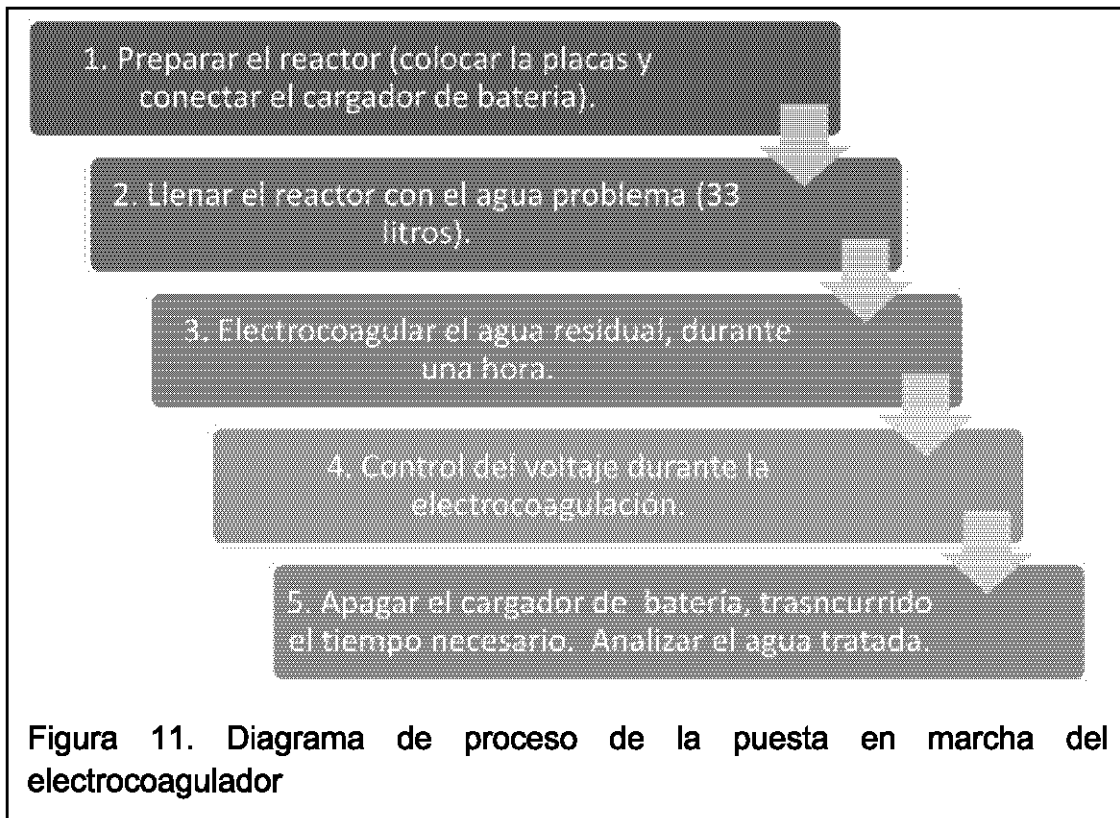 1. Preparar el reactor (colocar la placas y
conectar el cargador de bateria).
2. Llenar el reactor con el agua problema (33
litros).
3. Electrocoagular el agua residual, durante
una hora.
4. Control del voltaje durante la
electrocoagulación.
5. Apagar el cargador de batería, trasncurrido
el tiempo necesario. Analizar el agua tratada.
Figura 11. Diagrama de proceso de la puesta en marcha del
electrocoagulador